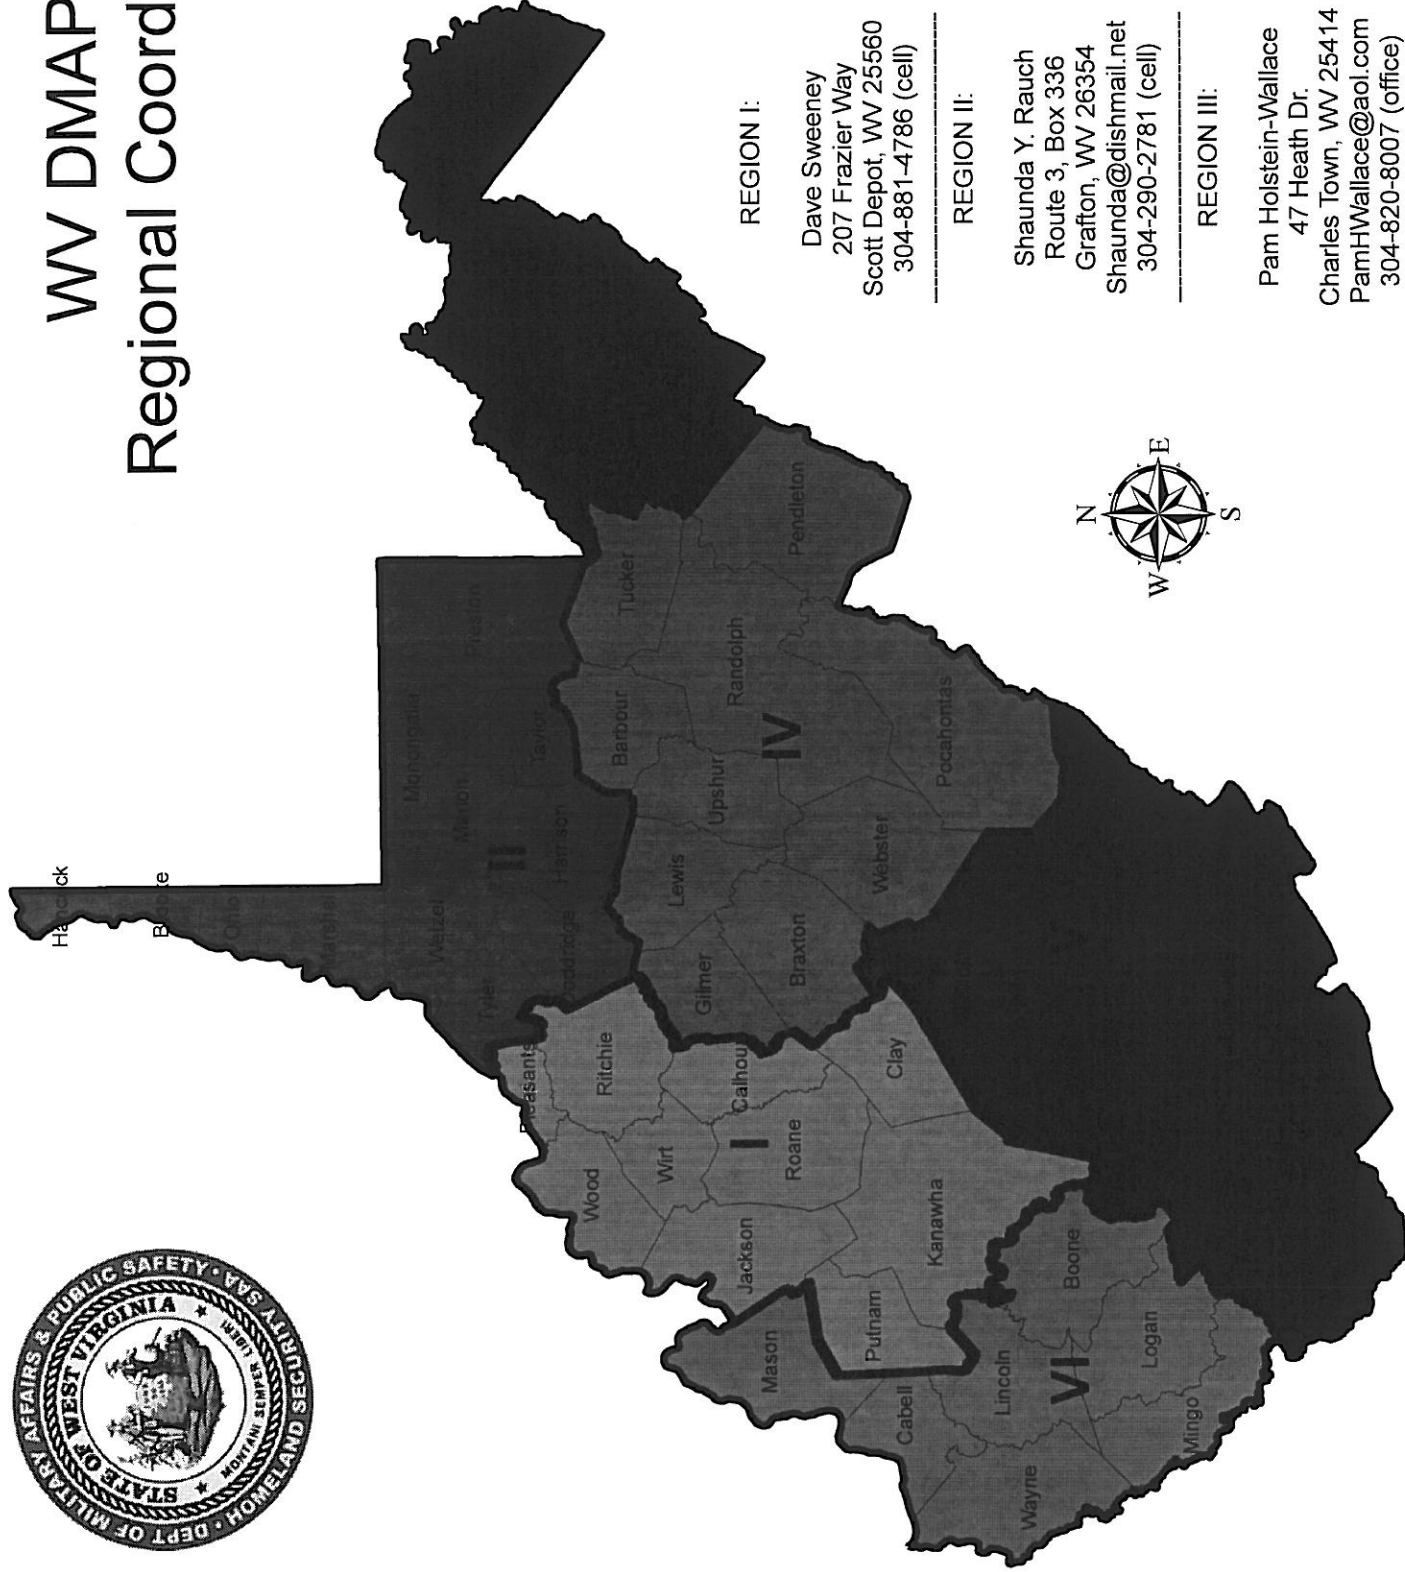 WV DMAP
Regional Coord
DEPT OF MILITARY AFFAIRS & PUBLIC SAFETY
HOMELAND SECURITY SAA
STATE OF WEST VIRGINIA
MONTANI SEMPER LIBERI
Hancock
Ohio
Wetzel
Monongalia
Marion
Preston
Tyler
Doddridge
Harrison
Taylor
Pleasants
Ritchie
Wood
Wirt
Calhou
I
Roane
Jackson
Clay
Kanawha
Putnam
Mason
Cabell
Lincoln
Boone
VI
Wayne
Logan
Mingo
Tucker
Barbour
Randolph
Pendleton
Upshur
Lewis
Gilmer
IV
Braxton
Webster
Pocahontas
N
W
E
S
REGION I:
Dave Sweeney
207 Frazier Way
Scott Depot, WV 25560
304-881-4786 (cell)
REGION II:
Shaunda Y. Rauch
Route 3, Box 336
Grafton, WV 26354
Shaunda@dishmail.net
304-290-2781 (cell)
REGION III:
Pam Holstein-Wallace
47 Heath Dr.
Charles Town, WV 25414
PamHWallace@aol.com
304-820-8007 (office)